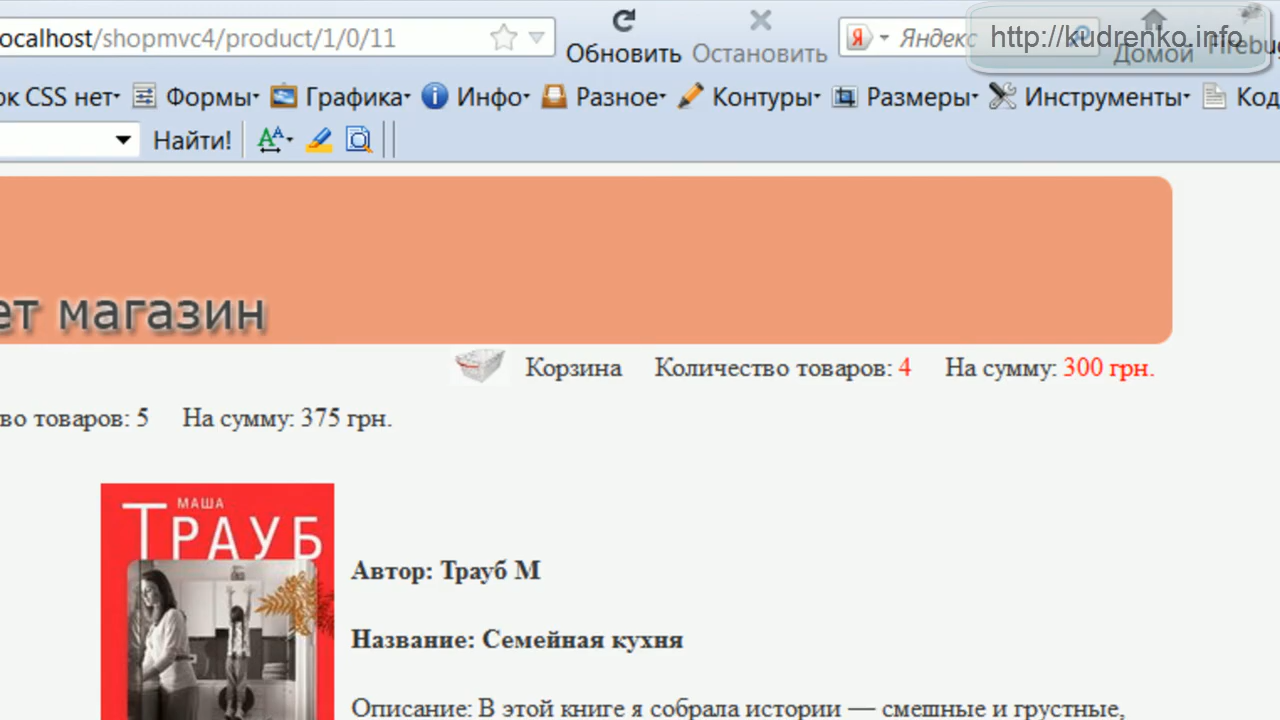 ocalhost/shopmvc4/product/1/0/11
Обновить
Остановить
Яндекс
Домой
Firebug
http://kudrenko.info
ок CSS нет Формы Графика Инфо Разное Контуры Размеры Инструменты Код
Найти!
ет магазин
Корзина Количество товаров: 4 На сумму: 300 грн.
во товаров: 5 На сумму: 375 грн.
МАША
ТРАУБ
Автор: Трауб М
Название: Семейная кухня
Описание: В этой книге я собрала истории — смешные и грустные,